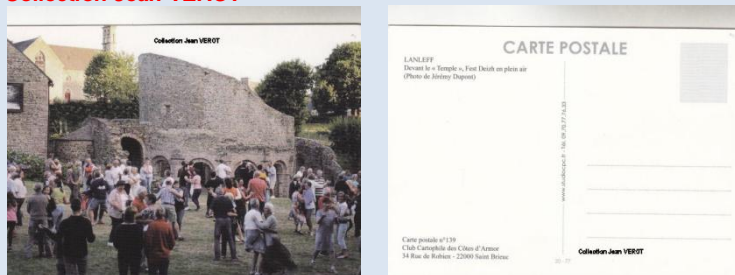 Collection Jean VEROT
Collection Jean VEROT
CARTE POSTALE
LANLEFF
Devant le « Temple », Fest Deizh en plein air
(Photo de Jérémy Dupont)
Carte postale n°139
Club Cartophile des Côtes d'Armor
34 Rue de Robien - 22000 Saint Brieuc
Collection Jean VEROT